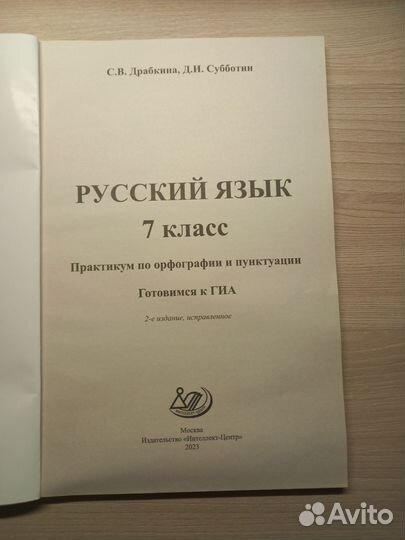 С.В. Драбкина, Д.И. Субботин
РУССКИЙ ЯЗЫК
7 класс
Практикум по орфографии и пунктуации
Готовимся к ГИА
2-е издание, исправленное
Москва
Издательство «Интеллект-Центр»
2023
Avito